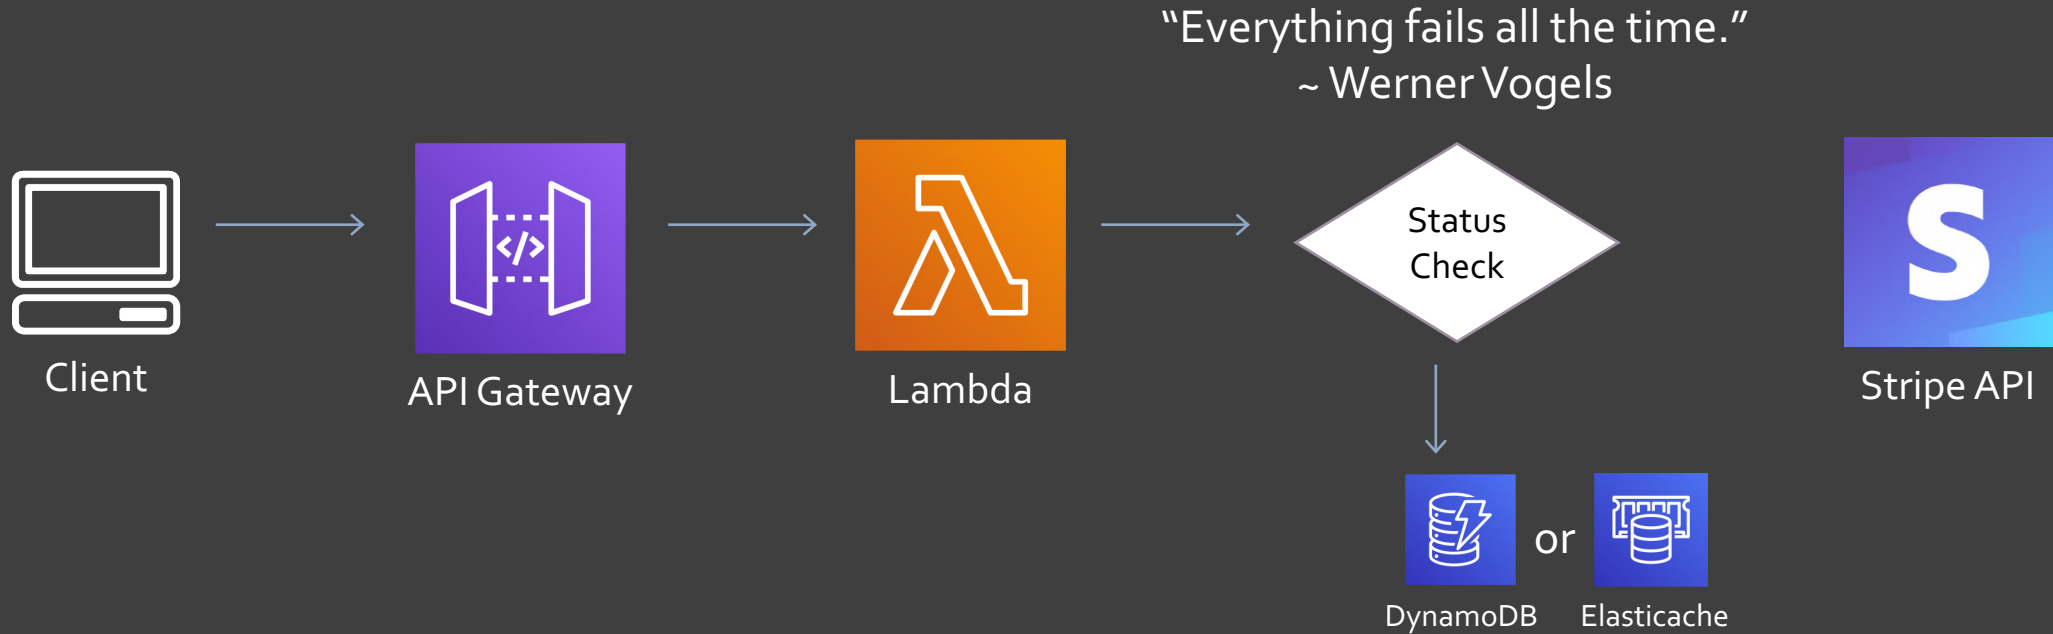 “Everything fails all the time.”
~ Werner Vogels
</>
Status
Check
S
Client
API Gateway
Lambda
Stripe API
or
DynamoDB
Elasticache